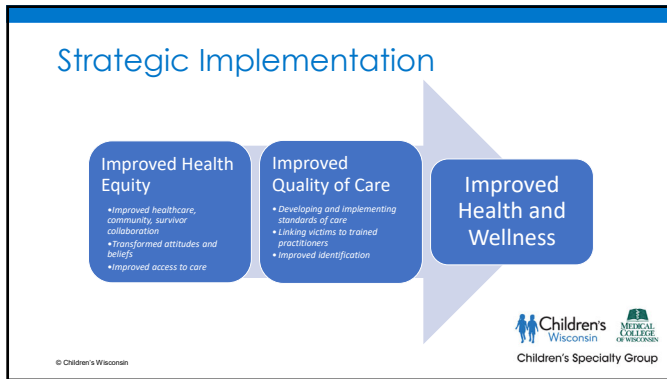 Strategic Implementation
Improved Health
Equity
•Improved healthcare,
community, survivor
collaboration
•Transformed attitudes and
beliefs
•Improved access to care
Improved
Quality of Care
•Developing and implementing
standards of care
•Linking victims to trained
practitioners
•Improved identification
Improved
Health and
Wellness
Children's
Wisconsin
MEDICAL
COLLEGE
OF WISCONSIN
Children's Specialty Group
© Children's Wisconsin